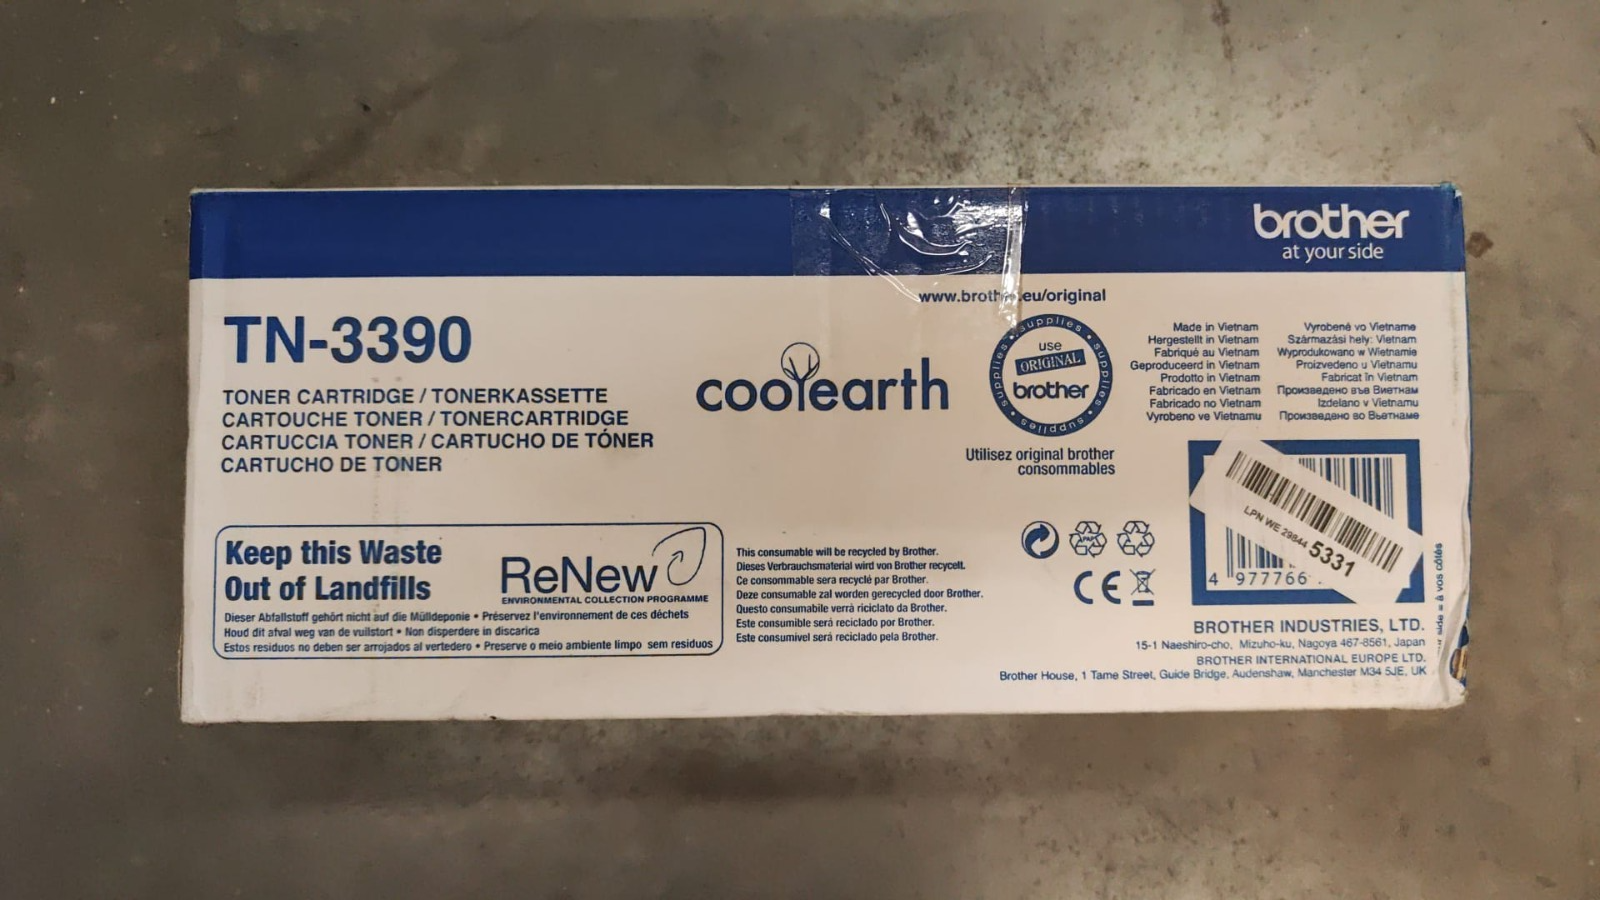 brother
at your side
www.broth .eu/original
TN-3390
TONER CARTRIDGE / TONERKASSETTE
CARTOUCHE TONER / TONERCARTRIDGE
CARTUCCIA TONER / CARTUCHO DE TÓNER
CARTUCHO DE TONER
coolearth
supplies • supplies • supplies • supplies
use
ORIGINAL
brother
Utilisez original brother
consommables
Made in Vietnam
Hergestellt in Vietnam
Fabriqué au Vietnam
Geproduceerd in Vietnam
Prodotto in Vietnam
Fabricado en Vietnam
Fabricado no Vietnam
Vyrobeno ve Vietnamu
Vyrobené vo Vietname
Származási hely: Vietnam
Wyprodukowano w Wietnamie
Proizvedeno u Vietnamu
Fabricat în Vietnam
Произведено във Виетнам
Izdelano v Vietnamu
Произведено во Вьетнаме
Keep this Waste
Out of Landfills
ReNew
ENVIRONMENTAL COLLECTION PROGRAMME
Dieser Abfallstoff gehört nicht auf die Mülldeponie • Préservez l'environnement de ces déchets
Houd dit afval weg van de vuilstort • Non disperdere in discarica
Estos residuos no deben ser arrojados al vertedero • Preserve o meio ambiente limpo sem residuos
This consumable will be recycled by Brother.
Dieses Verbrauchsmaterial wird von Brother recycelt.
Ce consommable sera recyclé par Brother.
Deze consumable zal worden gerecycled door Brother.
Questo consumabile verrà riciclato da Brother.
Este consumible será reciclado por Brother.
Este consumível será reciclado pela Brother.
PAP
CE
LPN WE 29844 5331
4 977766
BROTHER INDUSTRIES, LTD.
15-1 Naeshiro-cho, Mizuho-ku, Nagoya 467-8561, Japan
BROTHER INTERNATIONAL EUROPE LTD.
Brother House, 1 Tame Street, Guide Bridge, Audenshaw, Manchester M34 5JE, UK
side = à vos côtés